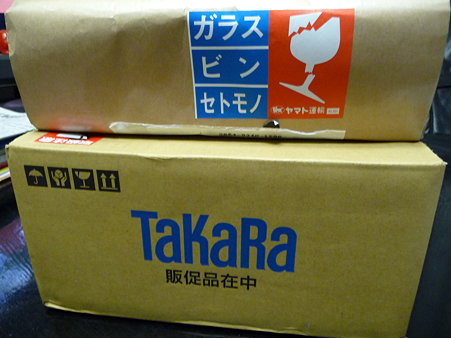 ガラス
ビン
セトモノ
ヤマト運輸
TaKaRa
販促品在中